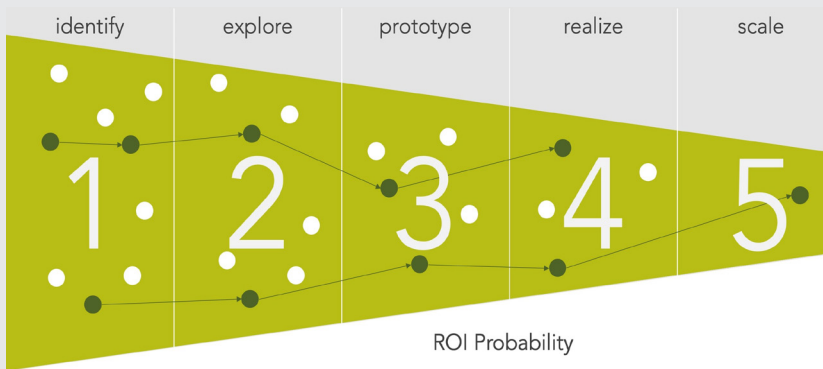 identify explore prototype realize scale
1 2 3 4 5
ROI Probability